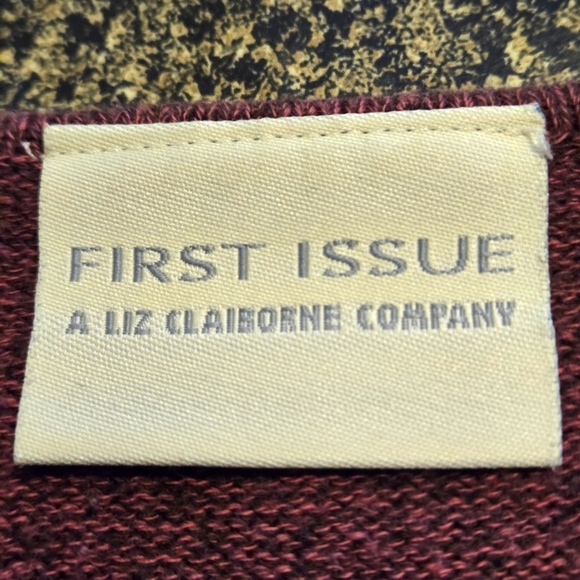 FIRST ISSUE
A LIZ CLAIBORNE COMPANY